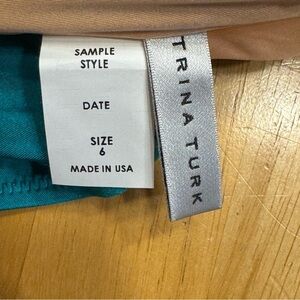 SAMPLE
STYLE
DATE
SIZE
6
MADE IN USA
TRINA TURK